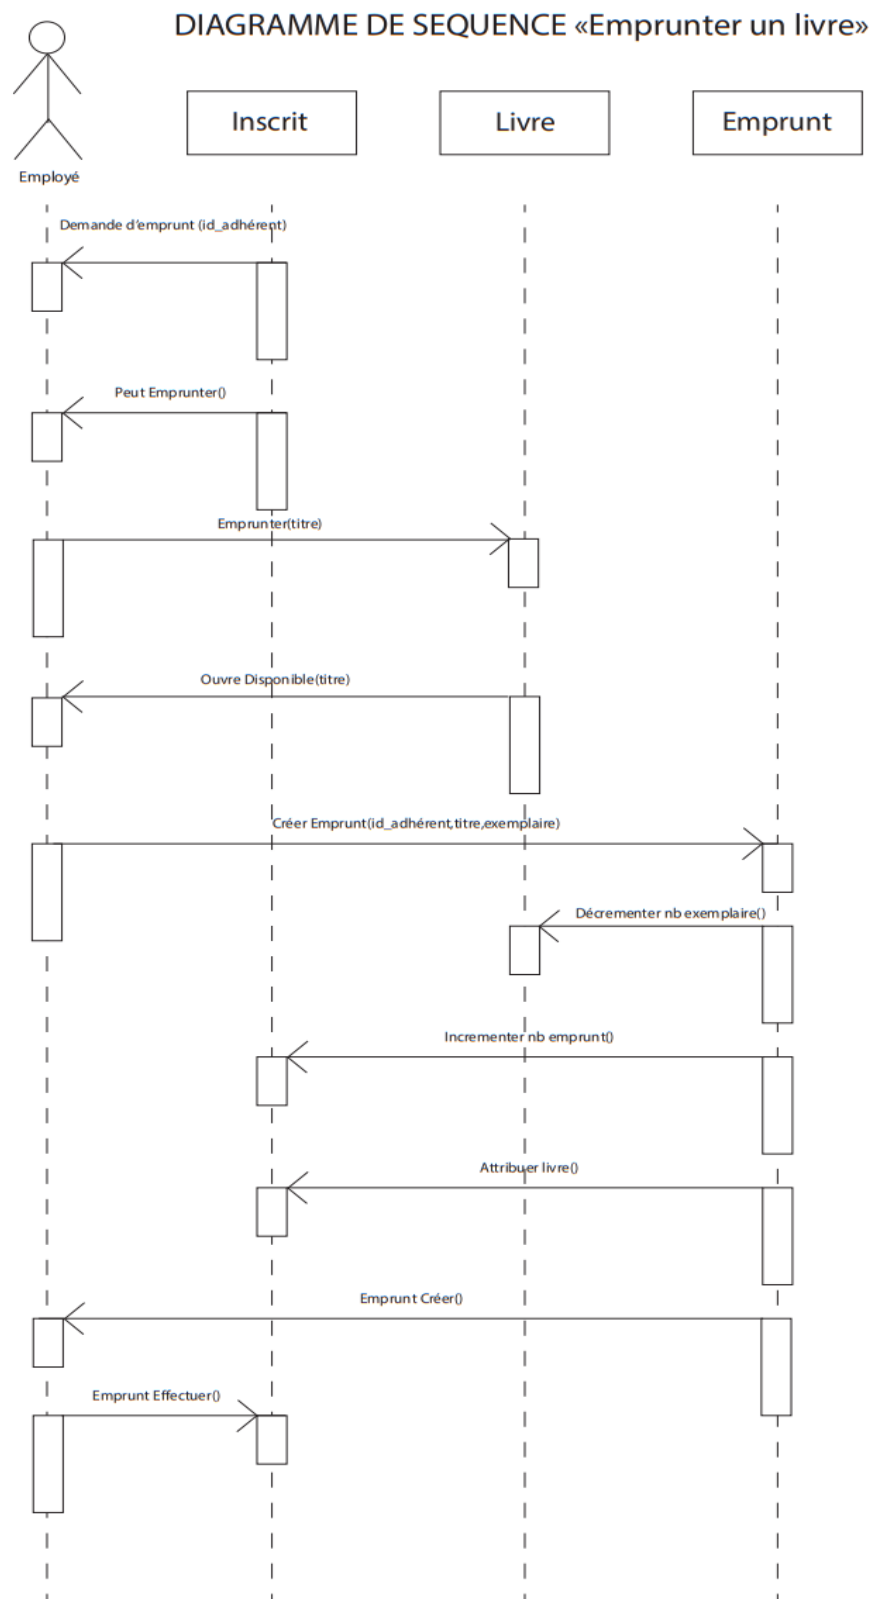 DIAGRAMME DE SEQUENCE «Emprunter un livre»
Inscrit
Livre
Emprunt
Employé
Demande d'emprunt (id_adhérent)
Peut Emprunter()
Emprunter(titre)
Ouvre Disponible(titre)
Créer Emprunt(id_adhérent,titre,exemplaire)
Décrementer nb exemplaire()
Incrementer nb emprunt()
Attribuer livre()
Emprunt Créer()
Emprunt Effectuer()